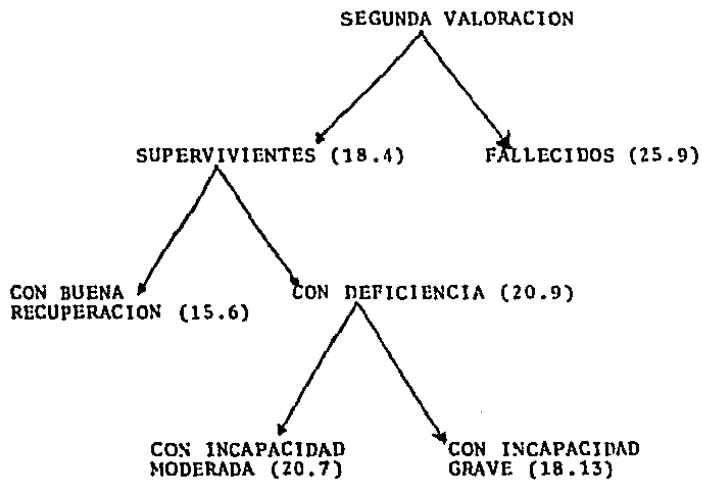 SEGUNDA VALORACION
SUPERVIVIENTES (18.4) FALLECIDOS (25.9)
CON BUENA
RECUPERACION (15.6)
CON DEFICIENCIA (20.9)
CON INCAPACIDAD
MODERADA (20.7)
CON INCAPACIDAD
GRAVE (18.13)